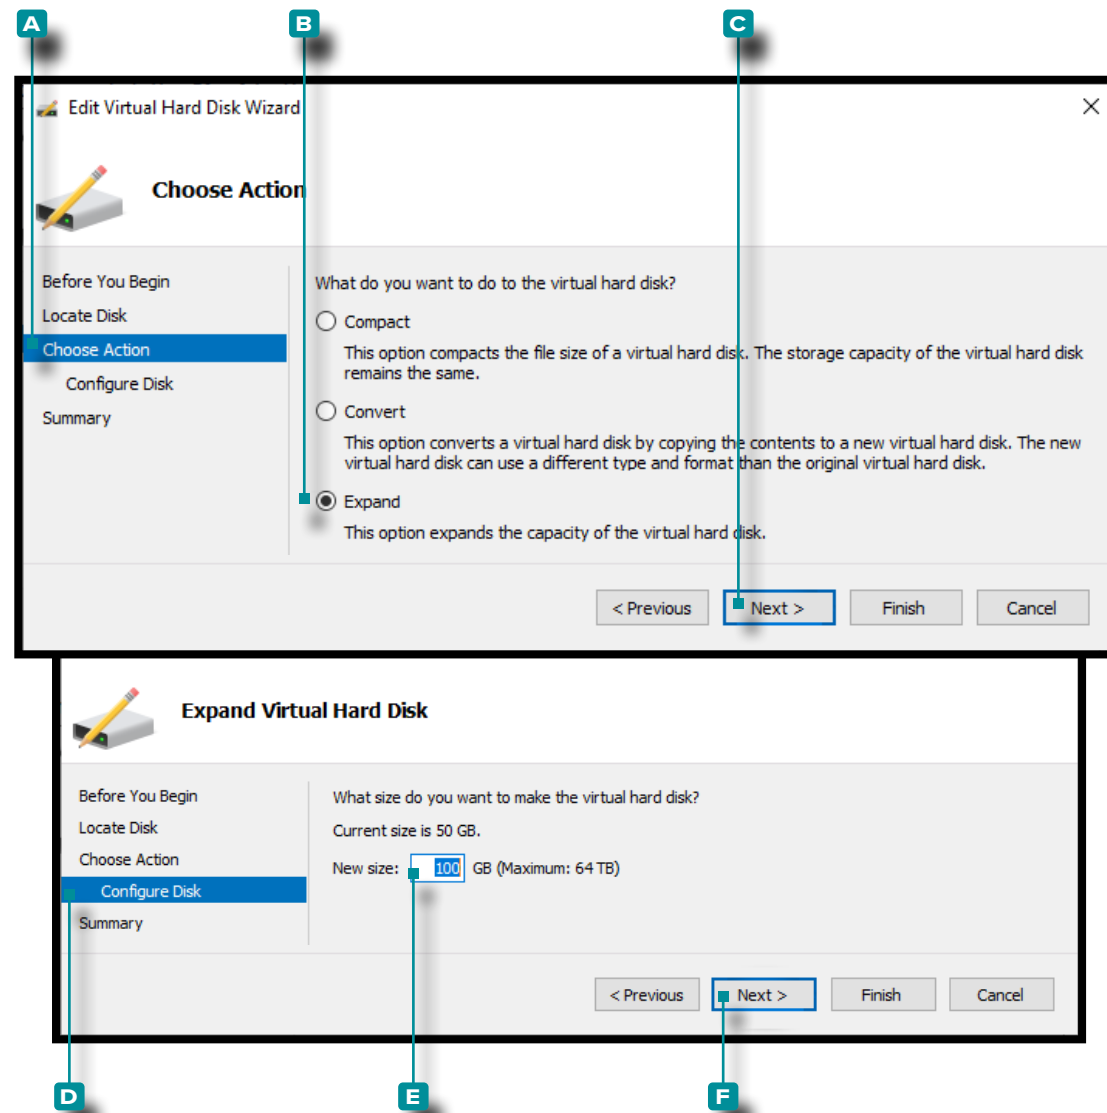 A B C
Edit Virtual Hard Disk Wizard
Choose Action
Before You Begin
Locate Disk
Choose Action
Configure Disk
Summary
What do you want to do to the virtual hard disk?
Compact
This option compacts the file size of a virtual hard disk. The storage capacity of the virtual hard disk
remains the same.
Convert
This option converts a virtual hard disk by copying the contents to a new virtual hard disk. The new
virtual hard disk can use a different type and format than the original virtual hard disk.
Expand
This option expands the capacity of the virtual hard disk.
< Previous Next > Finish Cancel
Expand Virtual Hard Disk
Before You Begin
Locate Disk
Choose Action
Configure Disk
Summary
What size do you want to make the virtual hard disk?
Current size is 50 GB.
New size: 100 GB (Maximum: 64 TB)
< Previous Next > Finish Cancel
D E F